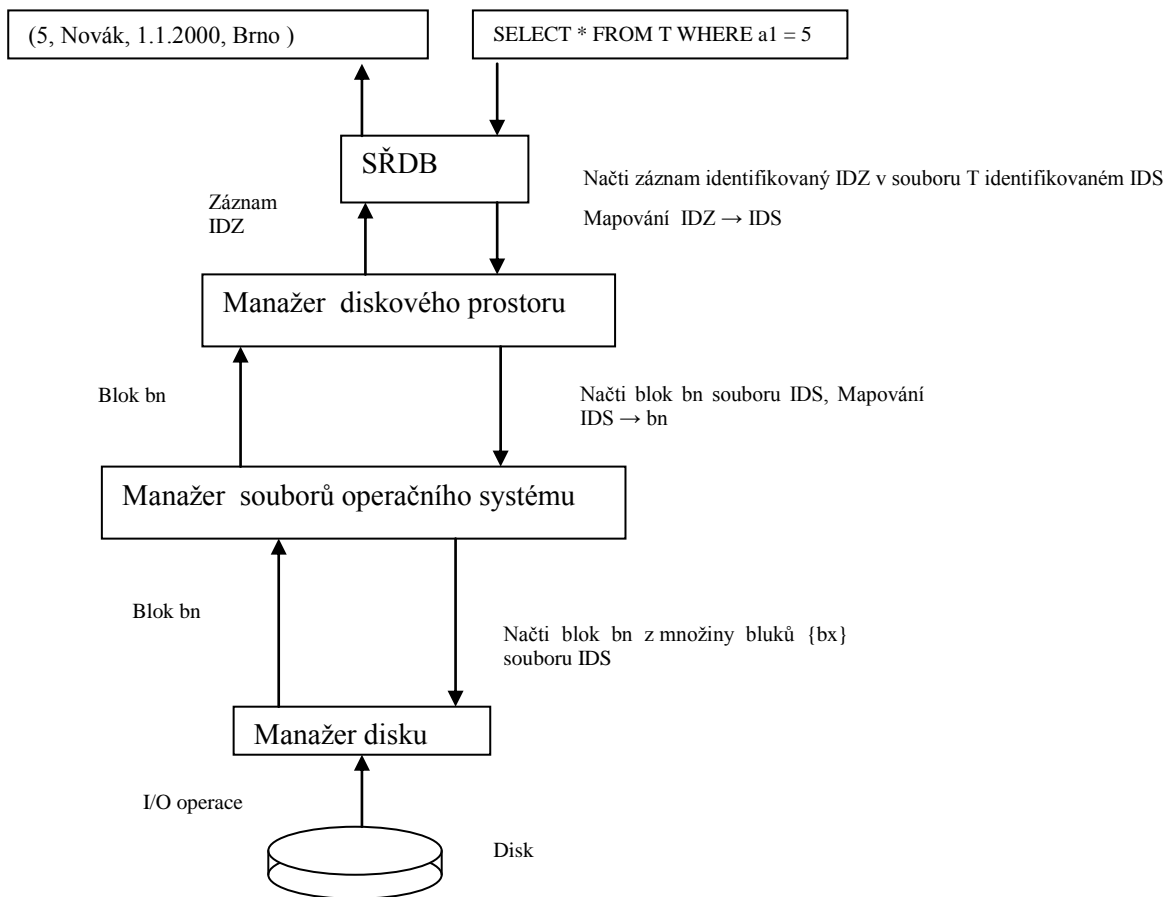 (5, Novák, 1.1.2000, Brno )
SELECT * FROM T WHERE a1 = 5
SŘDB
Načti záznam identifikovaný IDZ v souboru T identifikovaném IDS
Mapování IDZ → IDS
Záznam
IDZ
Manažer diskového prostoru
Blok bn
Načti blok bn souboru IDS, Mapování
IDS → bn
Manažer souborů operačního systému
Blok bn
Načti blok bn z množiny bluků {bx}
souboru IDS
Manažer disku
I/O operace
Disk